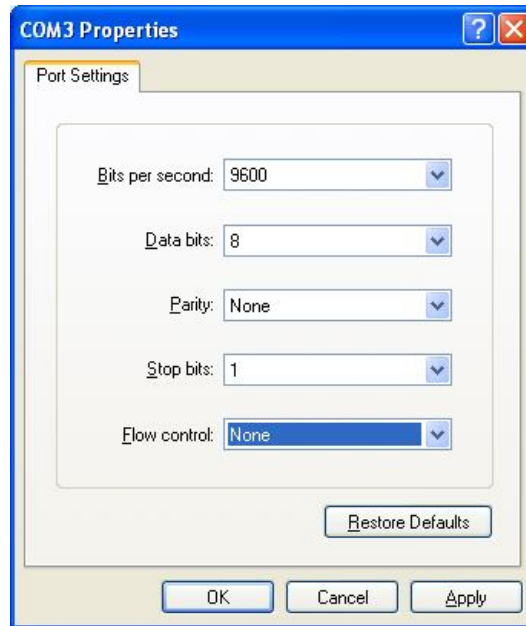 COM3 Properties
Port Settings
Bits per second: 9600
Data bits: 8
Parity: None
Stop bits: 1
Flow control: None
Restore Defaults
OK Cancel Apply